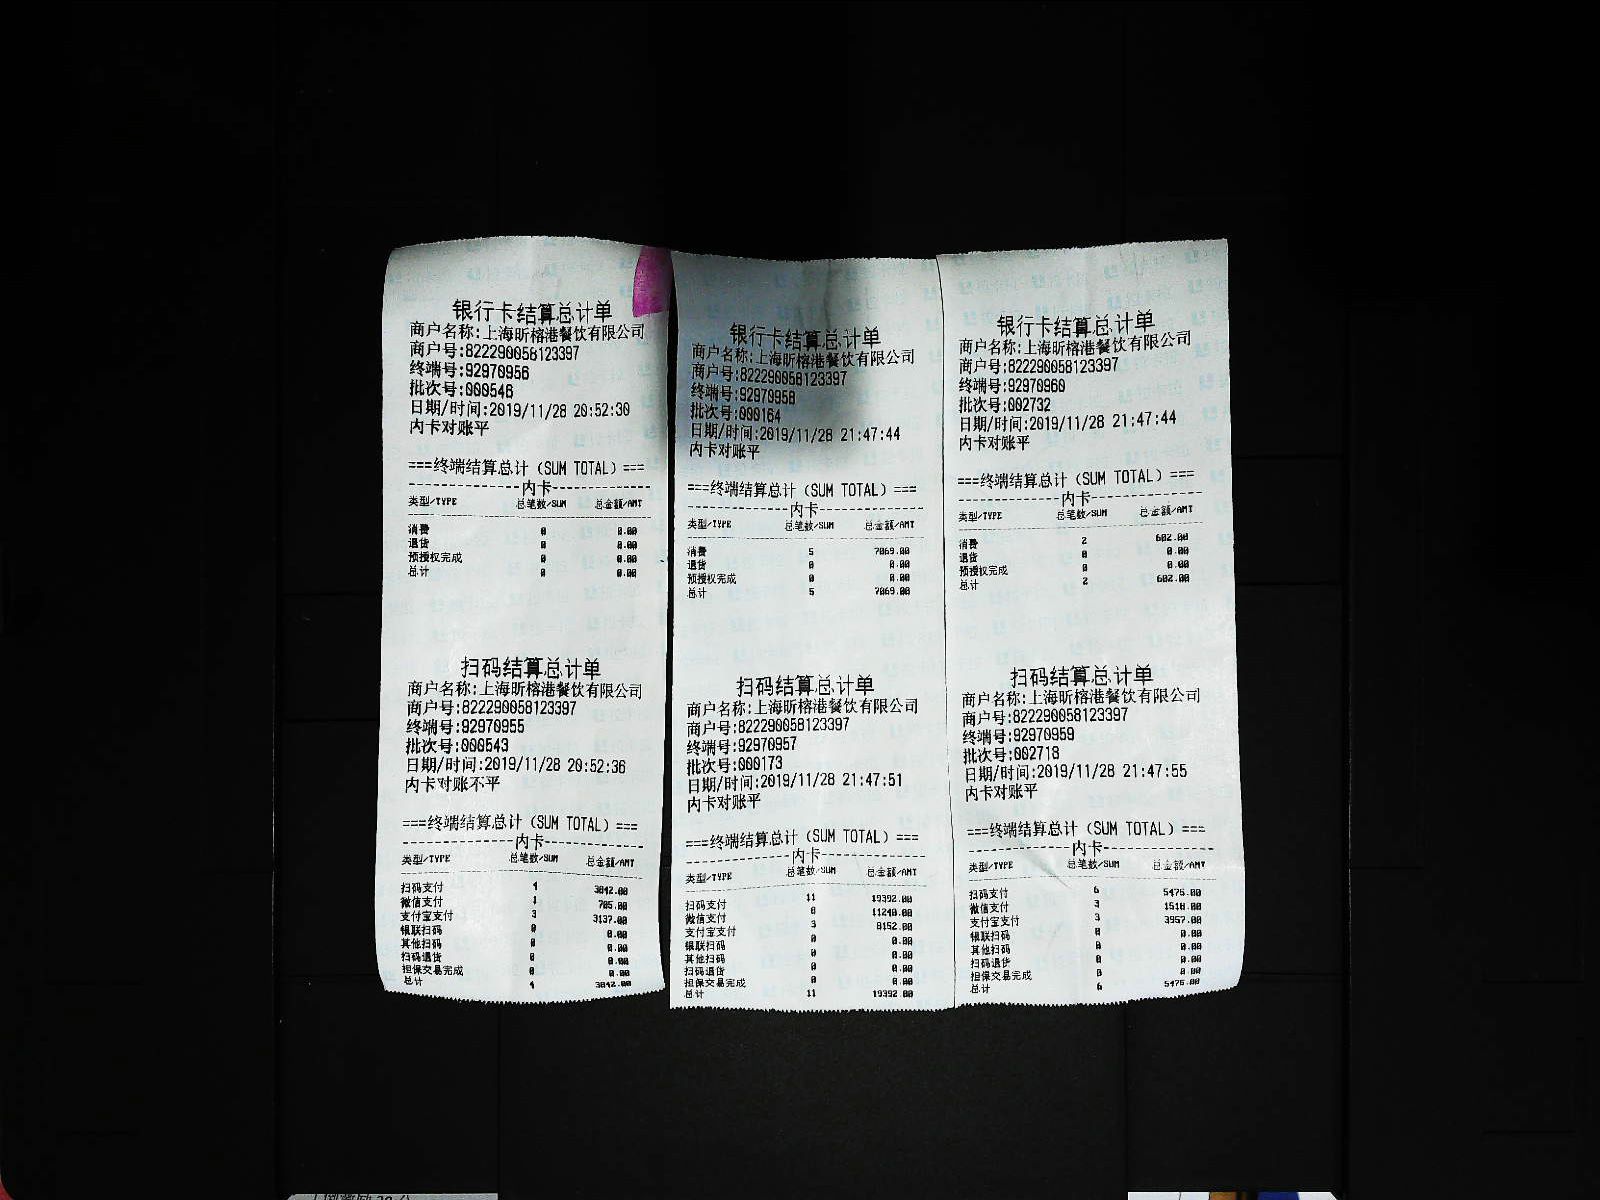 银行卡结算总计单
商户名称:上海昕榕港餐饮有限公司
商户号:822290058123397
终端号:92970956
批次号:000546
日期/时间:2019/11/28 20:52:30
内卡对账平
===终端结算总计（SUM TOTAL）===
---------------内卡---------------
类型/TYPE 总笔数/SUM 总金额/AMT
消费 0 0.00
退货 0 0.00
预授权完成 0 0.00
总计 0 0.00
扫码结算总计单
商户名称:上海昕榕港餐饮有限公司
商户号:822290058123397
终端号:92970955
批次号:000543
日期/时间:2019/11/28 20:52:36
内卡对账不平
===终端结算总计（SUM TOTAL）===
---------------内卡---------------
类型/TYPE 总笔数/SUM 总金额/AMT
扫码支付 4 3842.00
微信支付 1 705.00
支付宝支付 3 3137.00
银联扫码 0 0.00
其他扫码 0 0.00
扫码退货 0 0.00
担保交易完成 0 0.00
总计 4 3842.00
银行卡结算总计单
商户名称:上海昕榕港餐饮有限公司
商户号:822290058123397
终端号:92970958
批次号:000164
日期/时间:2019/11/28 21:47:44
内卡对账平
===终端结算总计（SUM TOTAL）===
---------------内卡---------------
类型/TYPE 总笔数/SUM 总金额/AMT
消费 5 7069.00
退货 0 0.00
预授权完成 0 0.00
总计 5 7069.00
扫码结算总计单
商户名称:上海昕榕港餐饮有限公司
商户号:822290058123397
终端号:92970957
批次号:000173
日期/时间:2019/11/28 21:47:51
内卡对账平
===终端结算总计（SUM TOTAL）===
---------------内卡---------------
类型/TYPE 总笔数/SUM 总金额/AMT
扫码支付 11 19392.00
微信支付 8 11240.00
支付宝支付 3 8152.00
银联扫码 0 0.00
其他扫码 0 0.00
扫码退货 0 0.00
担保交易完成 0 0.00
总计 11 19392.00
银行卡结算总计单
商户名称:上海昕榕港餐饮有限公司
商户号:822290058123397
终端号:92970960
批次号:002732
日期/时间:2019/11/28 21:47:44
内卡对账平
===终端结算总计（SUM TOTAL）===
---------------内卡---------------
类型/TYPE 总笔数/SUM 总金额/AMT
消费 2 602.00
退货 0 0.00
预授权完成 0 0.00
总计 2 602.00
扫码结算总计单
商户名称:上海昕榕港餐饮有限公司
商户号:822290058123397
终端号:92970959
批次号:002718
日期/时间:2019/11/28 21:47:55
内卡对账平
===终端结算总计（SUM TOTAL）===
---------------内卡---------------
类型/TYPE 总笔数/SUM 总金额/AMT
扫码支付 6 5475.00
微信支付 3 1518.00
支付宝支付 3 3957.00
银联扫码 0 0.00
其他扫码 0 0.00
扫码退货 0 0.00
担保交易完成 0 0.00
总计 6 5475.00